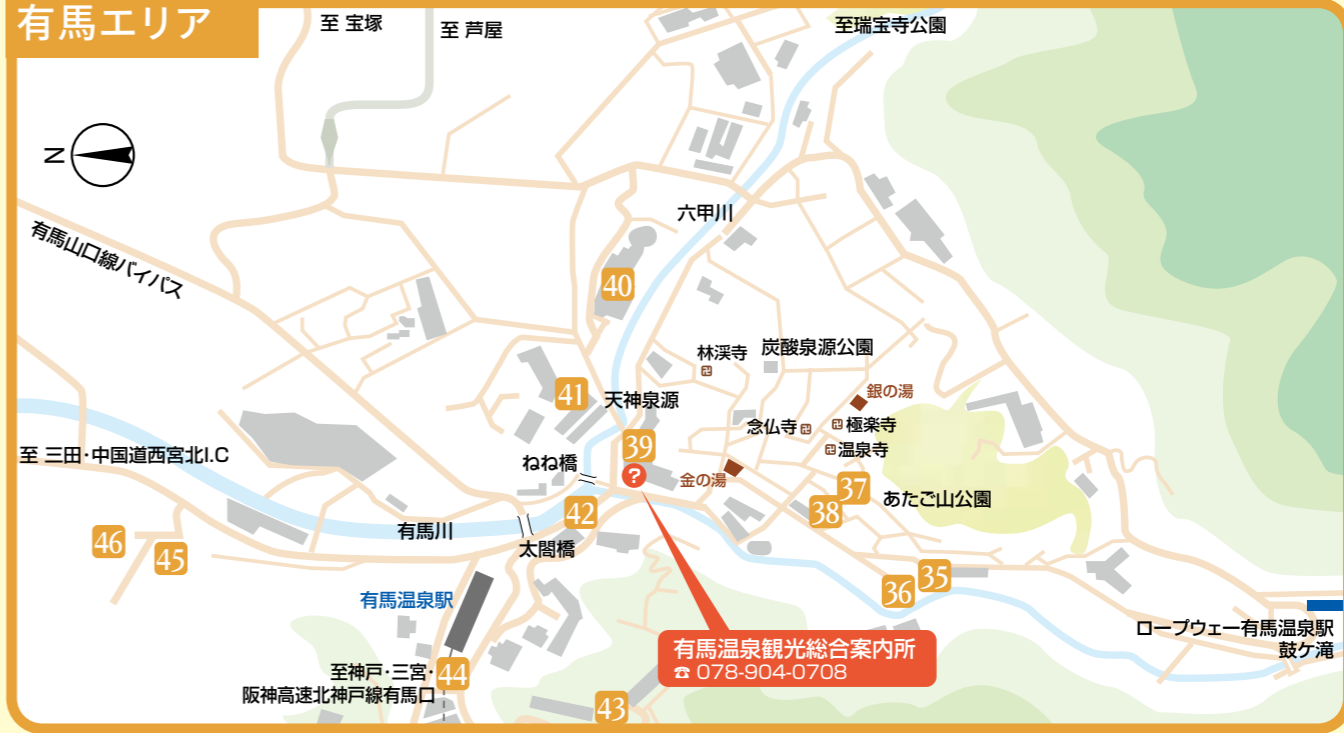 有馬エリア
至 宝塚
至 芦屋
至瑞宝寺公園
N
有馬山口線バイパス
六甲川
40
林渓寺
炭酸泉源公園
41
天神泉源
銀の湯
念仏寺
極楽寺
温泉寺
39
至 三田・中国道西宮北I.C
ねね橋
?
金の湯
37
38
あたご山公園
42
有馬川
太閤橋
46
45
35
36
有馬温泉駅
ロープウェー有馬温泉駅
鼓ケ滝
有馬温泉観光総合案内所
☎ 078-904-0708
至神戸・三宮・
阪神高速北神戸線有馬口
44
43